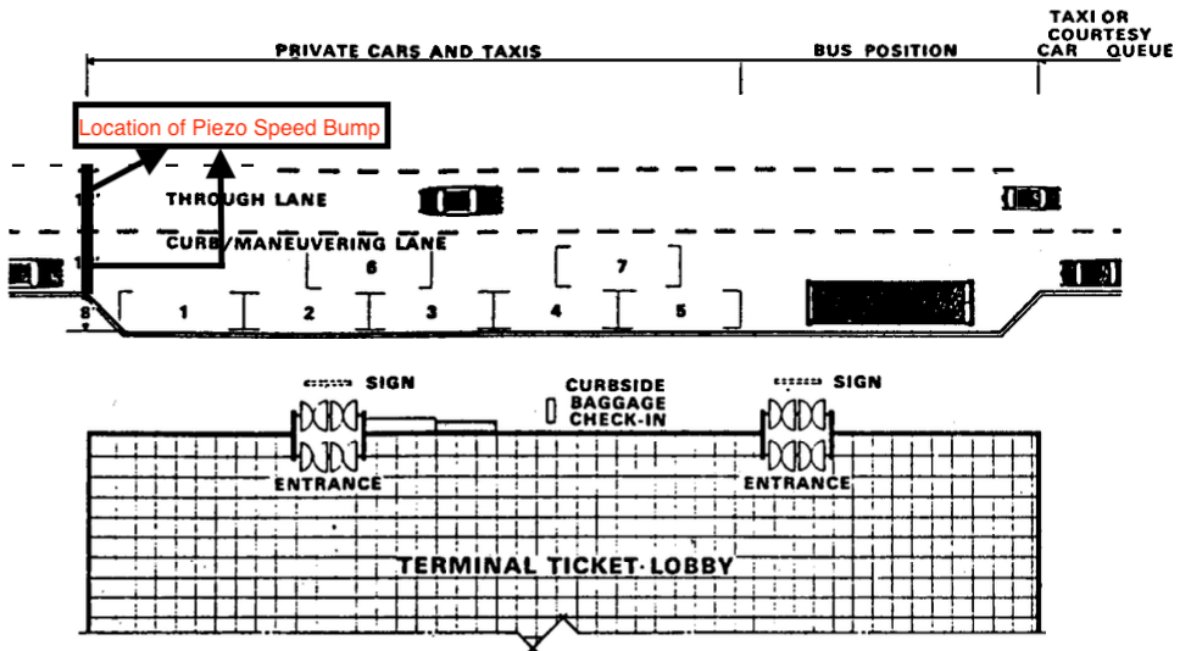 TAXI OR
COURTESY
PRIVATE CARS AND TAXIS BUS POSITION CAR QUEUE
Location of Piezo Speed Bump
THROUGH LANE
CURB/MANEUVERING LANE
6 7
8' 1 2 3 4 5
SIGN CURBSIDE SIGN
BAGGAGE
CHECK-IN
ENTRANCE ENTRANCE
TERMINAL TICKET LOBBY